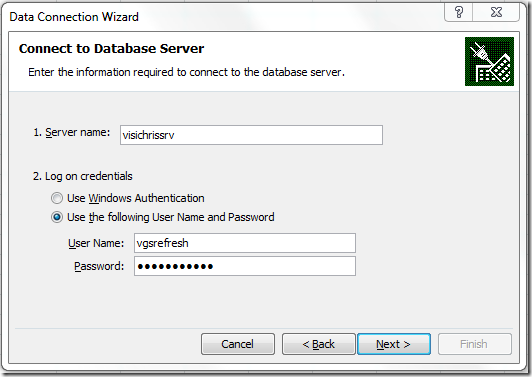 Data Connection Wizard
Connect to Database Server
Enter the information required to connect to the database server.
1. Server name: visichrissrv
2. Log on credentials
Use Windows Authentication
Use the following User Name and Password
User Name: vgsrefresh
Password: ●●●●●●●●●●●
Cancel < Back Next > Finish